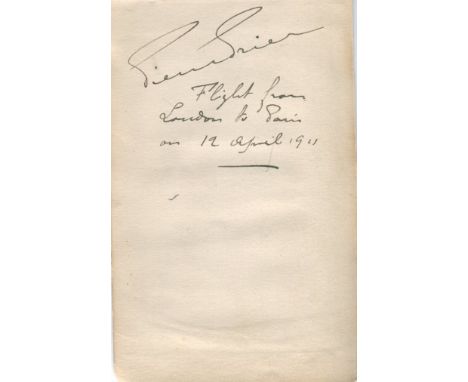 Pierre Prier
Flight from
London to Paris
on 12 April 1911